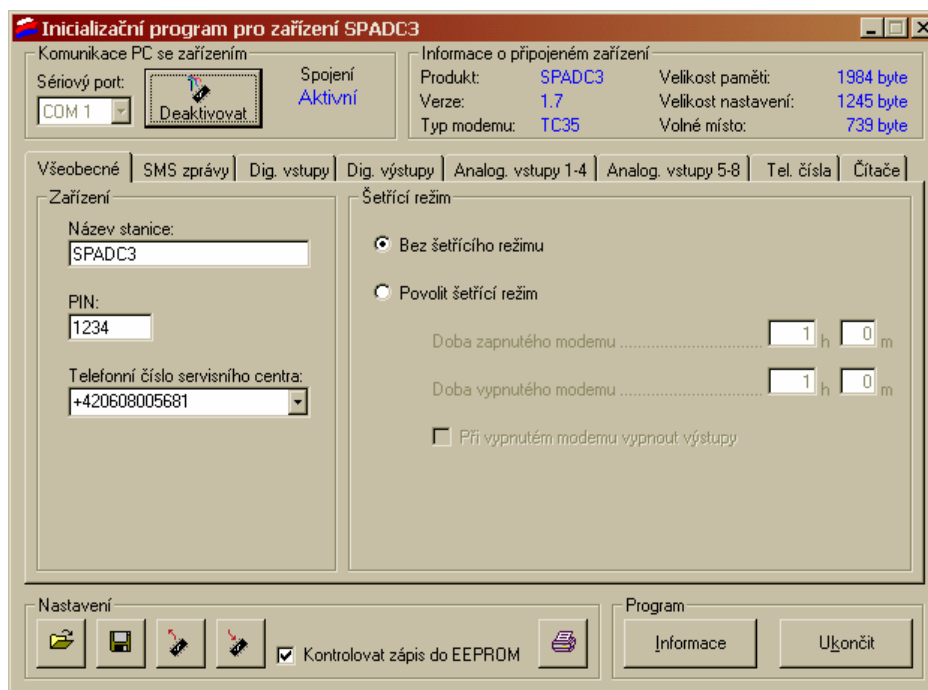 Inicializační program pro zařízení SPADC3
Komunikace PC se zařízením
Sériový port:
COM 1
Deaktivovat
Spojení
Aktivní
Informace o připojeném zařízení
Produkt: SPADC3 Velikost paměti: 1984 byte
Verze: 1.7 Velikost nastavení: 1245 byte
Typ modemu: TC35 Volné místo: 739 byte
Všeobecné SMS zprávy Dig. vstupy Dig. výstupy Analog. vstupy 1-4 Analog. vstupy 5-8 Tel. čísla Čítače
Zařízení
Název stanice:
SPADC3
PIN:
1234
Telefonní číslo servisního centra:
+420608005681
Šetřící režim
Bez šetřícího režimu
Povolit šetřící režim
Doba zapnutého modemu ................................ 1 h 0 m
Doba vypnutého modemu ................................ 1 h 0 m
Při vypnutém modemu vypnout výstupy
Nastavení
Kontrolovat zápis do EEPROM
Program
Informace
Ukončit